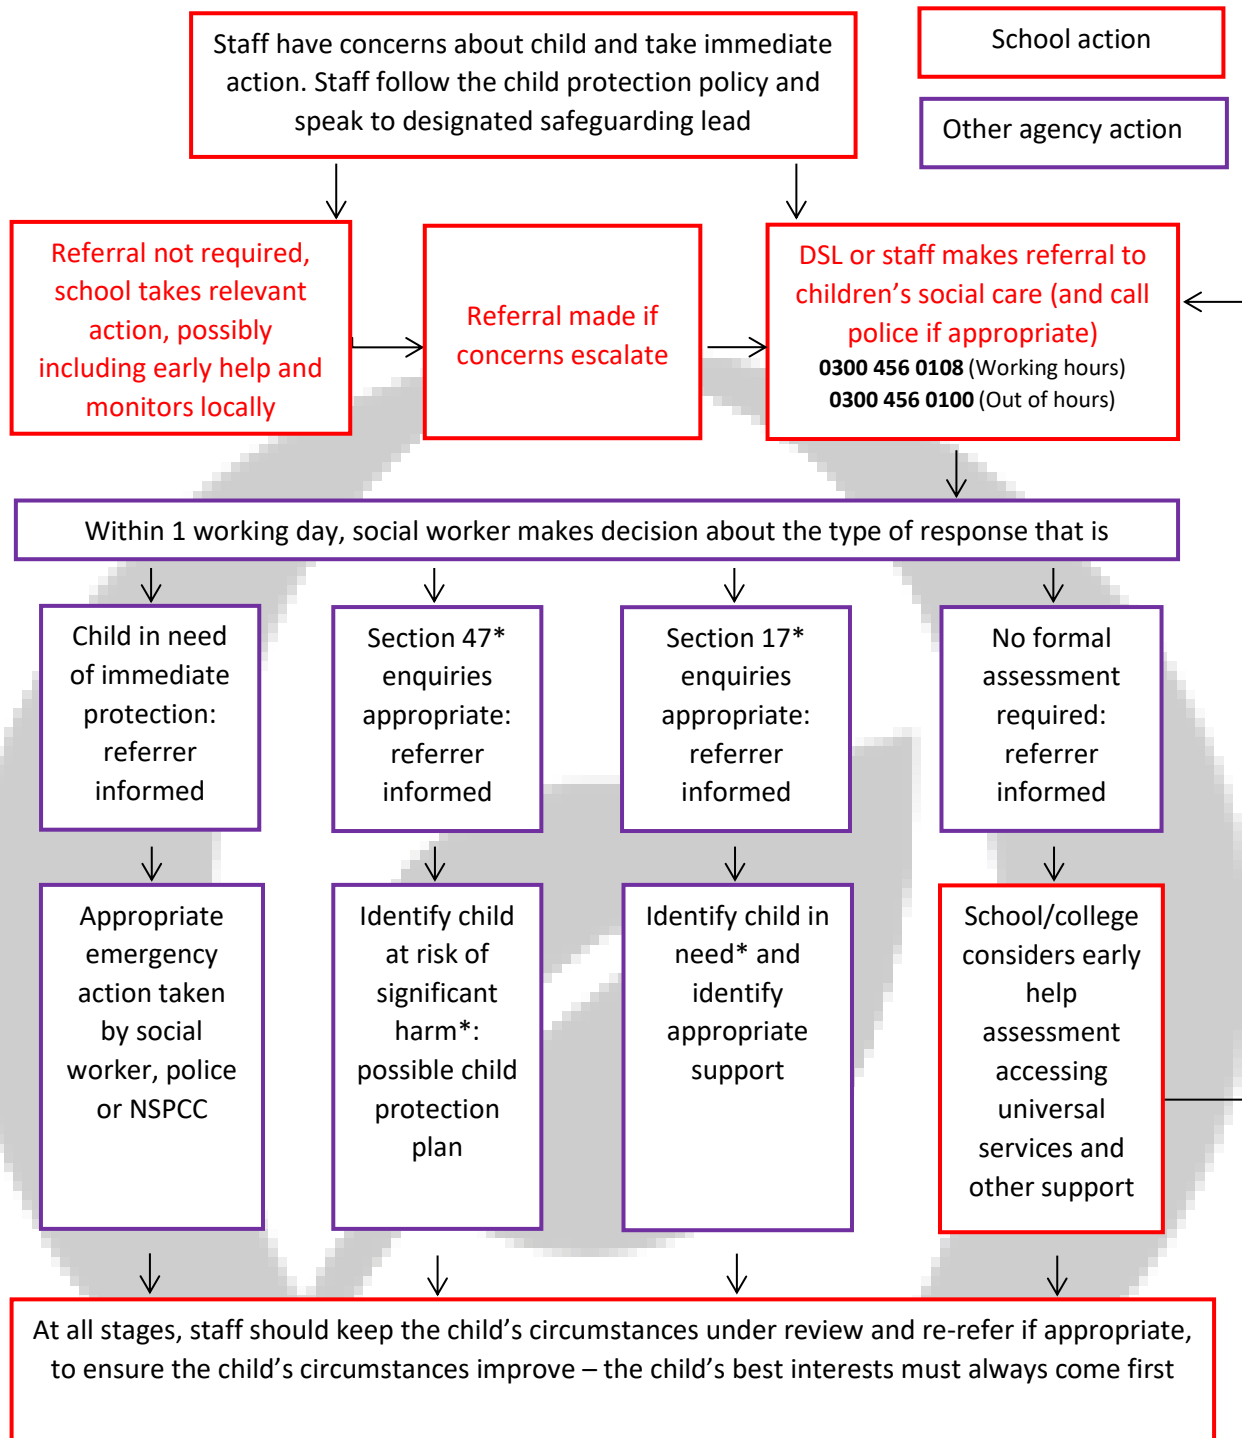 Staff have concerns about child and take immediate
action. Staff follow the child protection policy and
speak to designated safeguarding lead
School action
Other agency action
Referral not required,
school takes relevant
action, possibly
including early help and
monitors locally
Referral made if
concerns escalate
DSL or staff makes referral to
children’s social care (and call
police if appropriate)
0300 456 0108 (Working hours)
0300 456 0100 (Out of hours)
Within 1 working day, social worker makes decision about the type of response that is
Child in need
of immediate
protection:
referrer
informed
Section 47*
enquiries
appropriate:
referrer
informed
Section 17*
enquiries
appropriate:
referrer
informed
No formal
assessment
required:
referrer
informed
Appropriate
emergency
action taken
by social
worker, police
or NSPCC
Identify child
at risk of
significant
harm*:
possible child
protection
plan
Identify child in
need* and
identify
appropriate
support
School/college
considers early
help
assessment
accessing
universal
services and
other support
At all stages, staff should keep the child’s circumstances under review and re-refer if appropriate,
to ensure the child’s circumstances improve – the child’s best interests must always come first